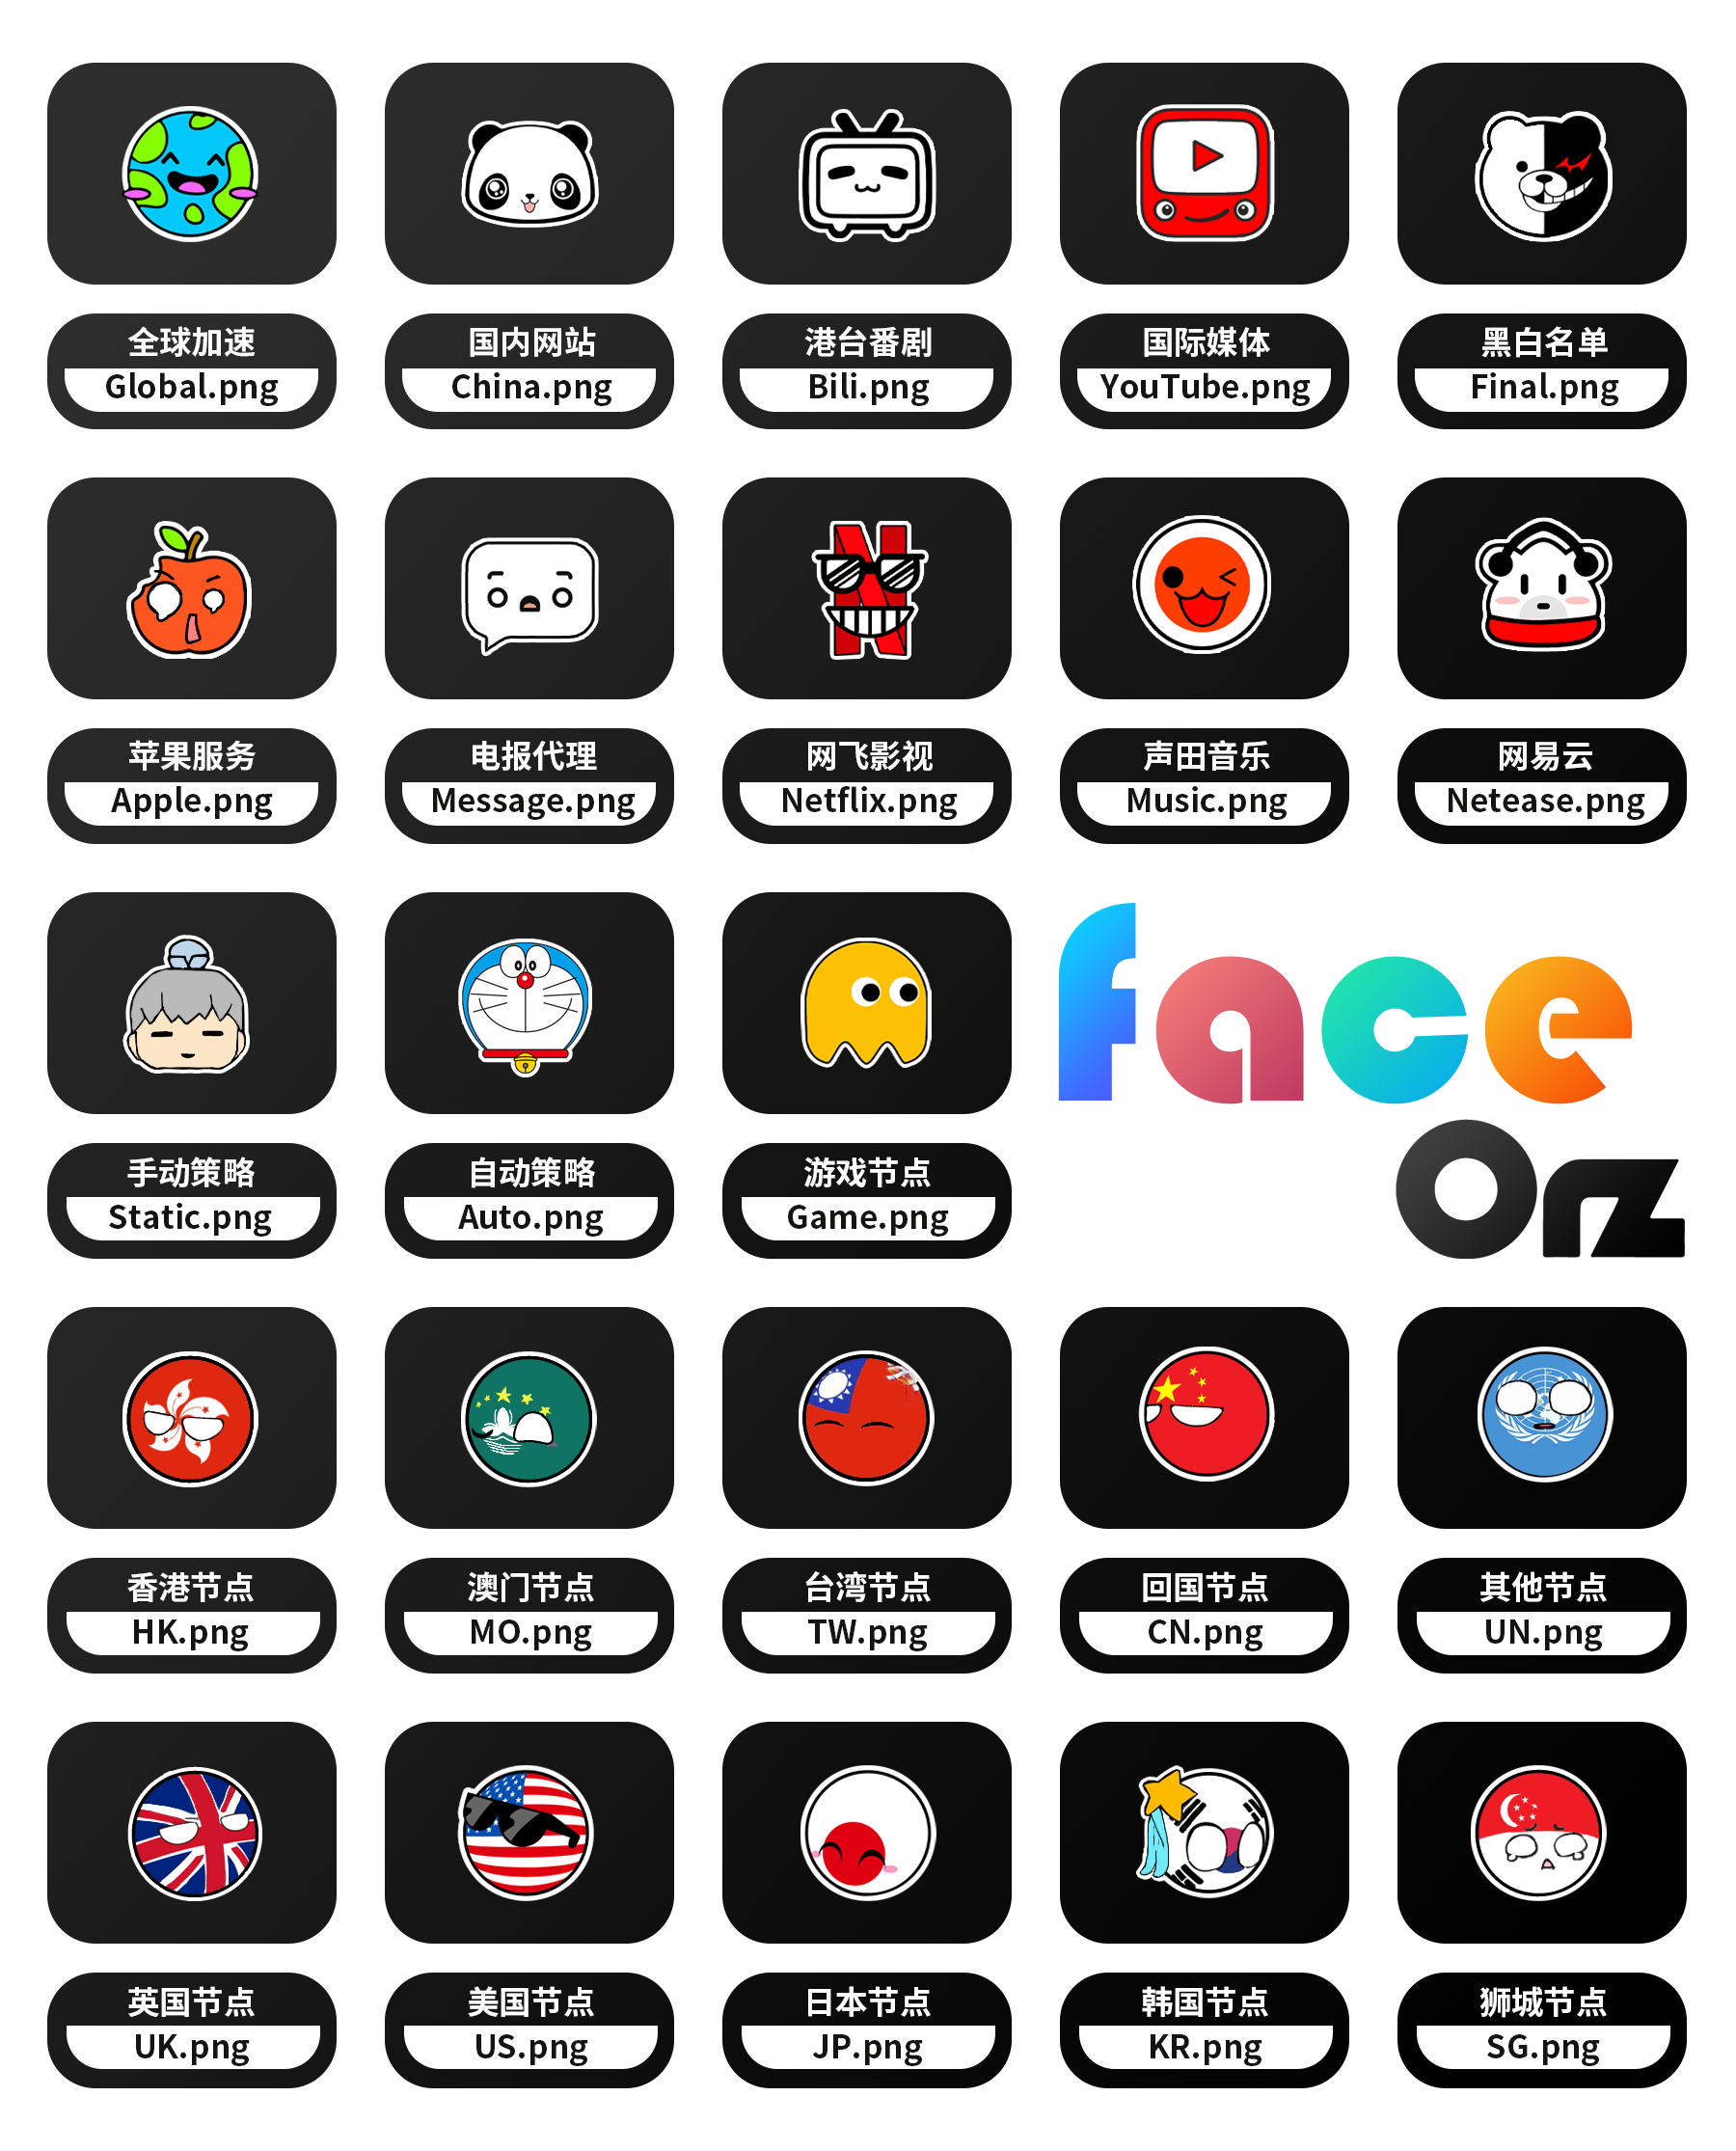 全球加速
Global.png
国内网站
China.png
港台番剧
Bili.png
国际媒体
YouTube.png
黑白名单
Final.png
苹果服务
Apple.png
电报代理
Message.png
网飞影视
Netflix.png
声田音乐
Music.png
网易云
Netease.png
手动策略
Static.png
自动策略
Auto.png
游戏节点
Game.png
face
Orz
香港节点
HK.png
澳门节点
MO.png
台湾节点
TW.png
回国节点
CN.png
其他节点
UN.png
英国节点
UK.png
美国节点
US.png
日本节点
JP.png
韩国节点
KR.png
狮城节点
SG.png